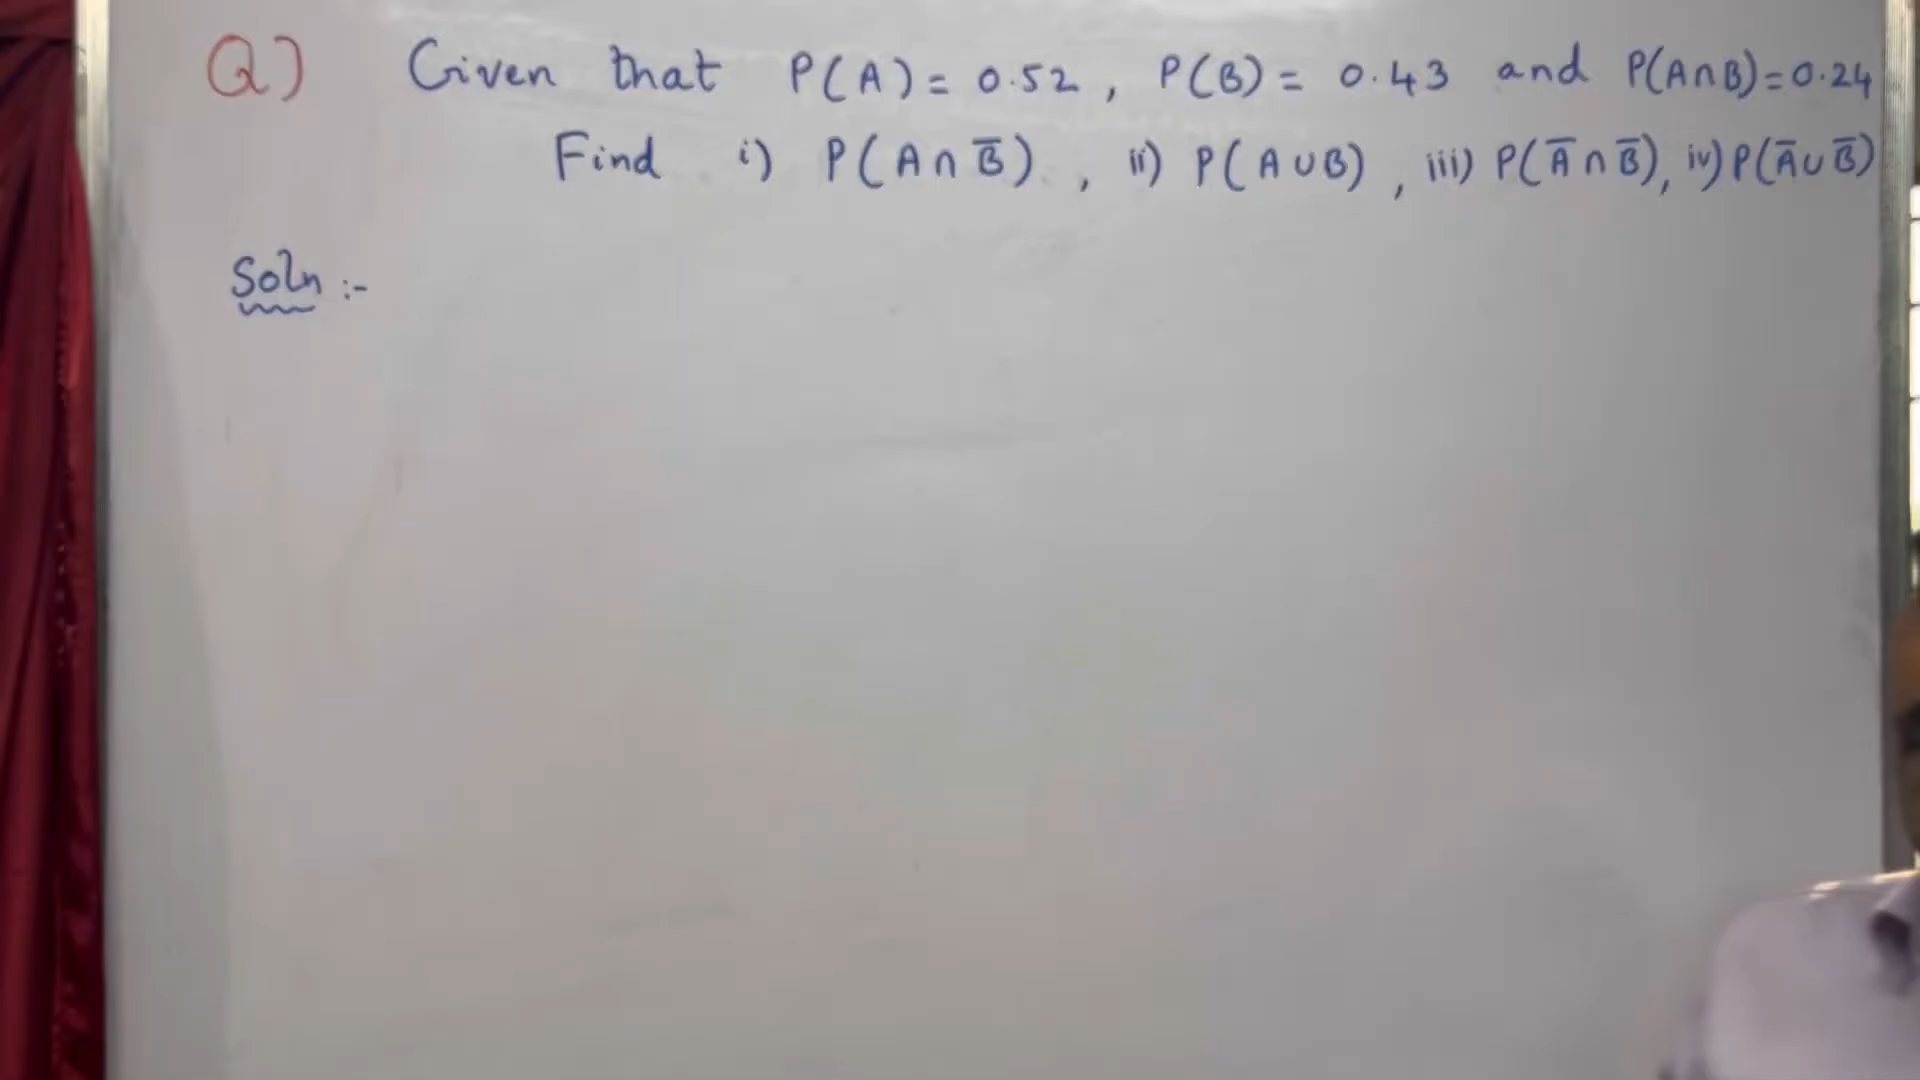 Q) Given that P(A) = 0.52, P(B) = 0.43 and P(A∩B)=0.24
Find i) P(A∩B̅), ii) P(A∪B), iii) P(A̅∩B̅), iv) P(A̅∪B̅)
Soln :-